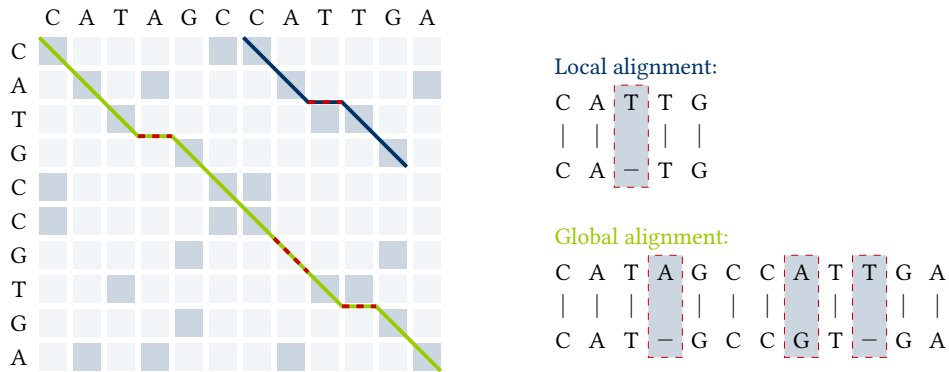 C A T A G C C A T T G A
C
A
T
G
C
C
G
T
G
A
Local alignment:
C A T T G
| | | |
C A – T G
Global alignment:
C A T A G C C A T T G A
| | | | | | | | |
C A T – G C C G T – G A